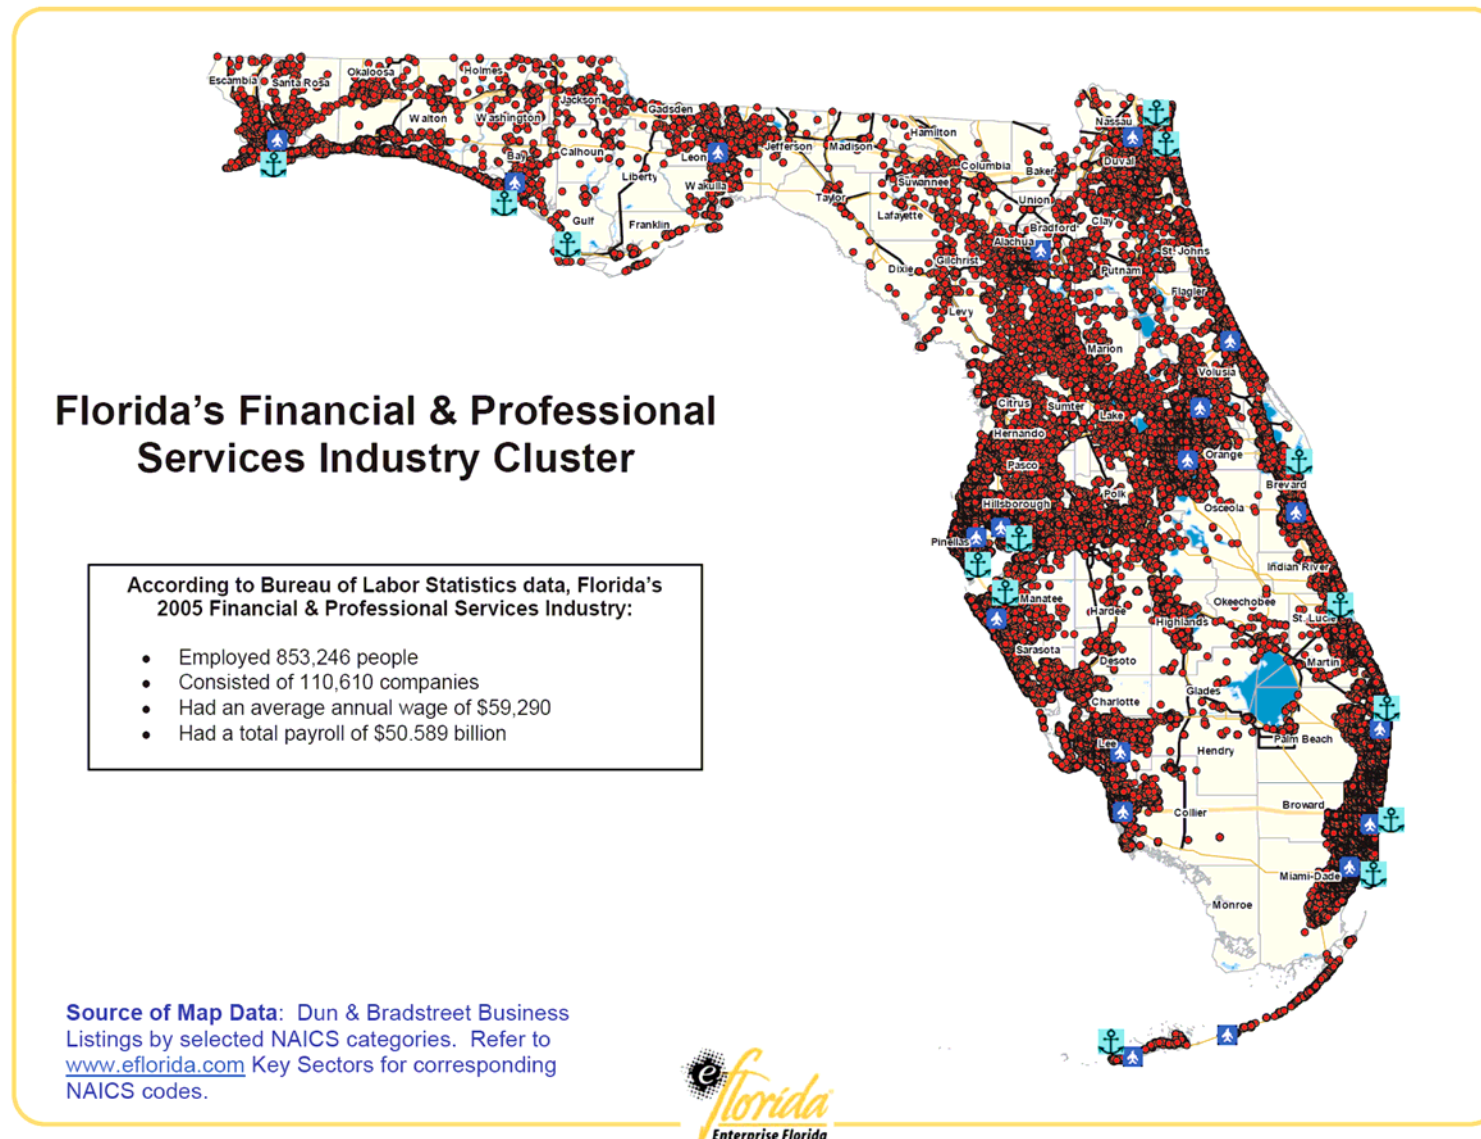 Escambia
Santa Rosa
Okaloosa
Holmes
Jackson
Gadsden
Walton
Washington
Bay
Calhoun
Liberty
Leon
Wakulla
Gulf
Franklin
Jefferson
Madison
Hamilton
Taylor
Suwannee
Columbia
Baker
Nassau
Duval
Union
Lafayette
Bradford
Clay
Alachua
St. Johns
Dixie
Gilchrist
Putnam
Flagler
Levy
Marion
Volusia
Citrus
Sumter
Lake
Hernando
Orange
Pasco
Brevard
Polk
Hillsborough
Osceola
Pinellas
Indian River
Manatee
Hardee
Okeechobee
Highlands
St. Lucie
Sarasota
Desoto
Martin
Glades
Charlotte
Lee
Hendry
Palm Beach
Collier
Broward
Miami-Dade
Monroe
Florida's Financial & Professional
Services Industry Cluster
According to Bureau of Labor Statistics data, Florida's
2005 Financial & Professional Services Industry:
• Employed 853,246 people
• Consisted of 110,610 companies
• Had an average annual wage of $59,290
• Had a total payroll of $50.589 billion
Source of Map Data: Dun & Bradstreet Business
Listings by selected NAICS categories. Refer to
www.eflorida.com Key Sectors for corresponding
NAICS codes.
eflorida
Enterprise Florida